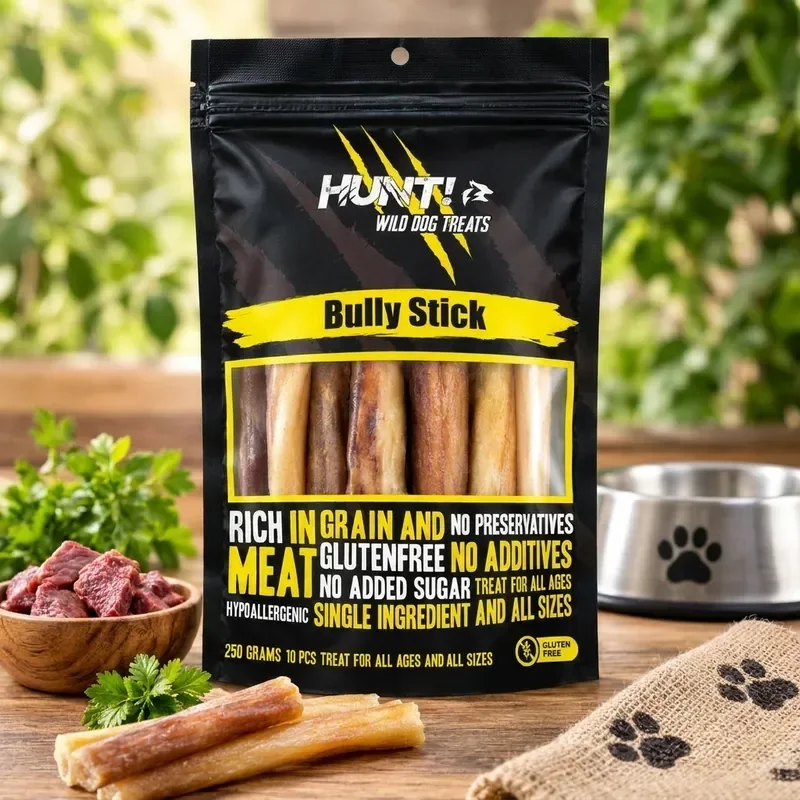 HUNT!
WILD DOG TREATS
Bully Stick
RICH IN MEAT
GRAIN AND GLUTENFREE
NO ADDED SUGAR
NO PRESERVATIVES
NO ADDITIVES
TREAT FOR ALL AGES AND ALL SIZES
HYPOALLERGENIC
SINGLE INGREDIENT
250 GRAMS 10 PCS TREAT FOR ALL AGES AND ALL SIZES
GLUTEN
FREE